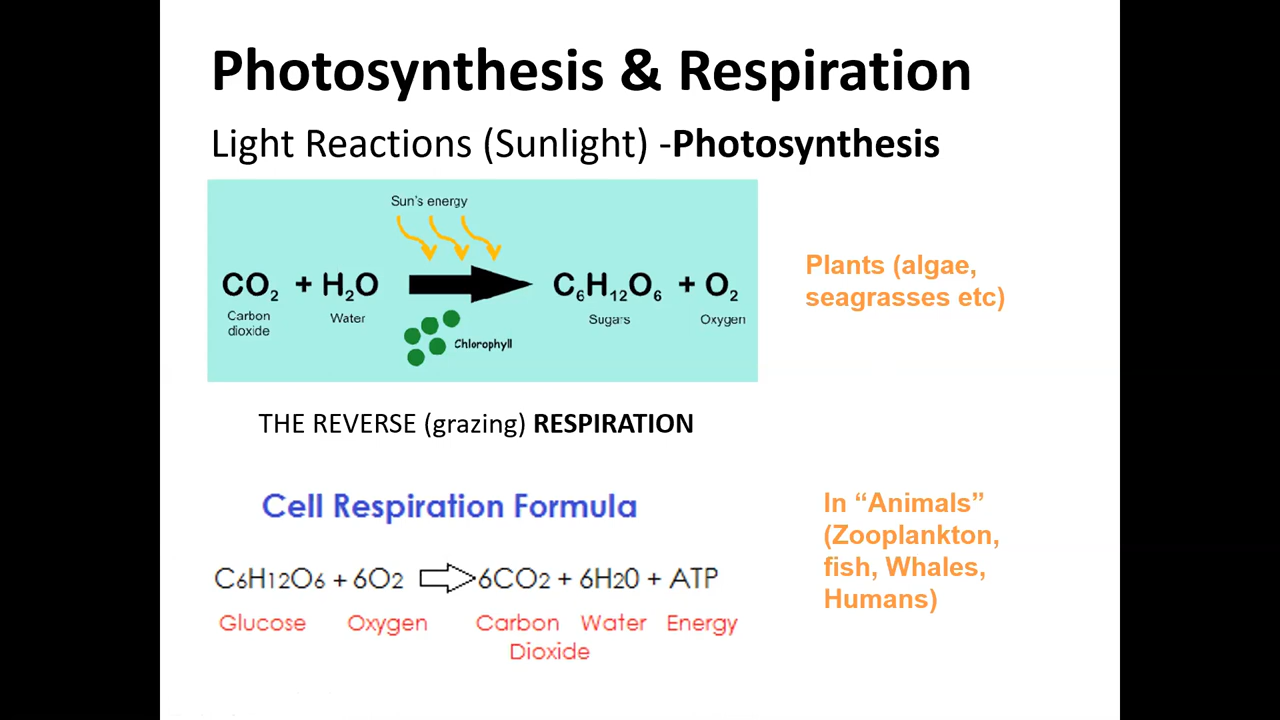 Photosynthesis & Respiration
Light Reactions (Sunlight) -Photosynthesis
Sun's energy
CO₂ + H₂O C₆H₁₂O₆ + O₂
Carbon dioxide Water Sugars Oxygen
Chlorophyll
Plants (algae,
seagrasses etc)
THE REVERSE (grazing) RESPIRATION
Cell Respiration Formula
C6H12O6 + 6O2 6CO2 + 6H20 + ATP
Glucose Oxygen Carbon Dioxide Water Energy
In “Animals”
(Zooplankton,
fish, Whales,
Humans)